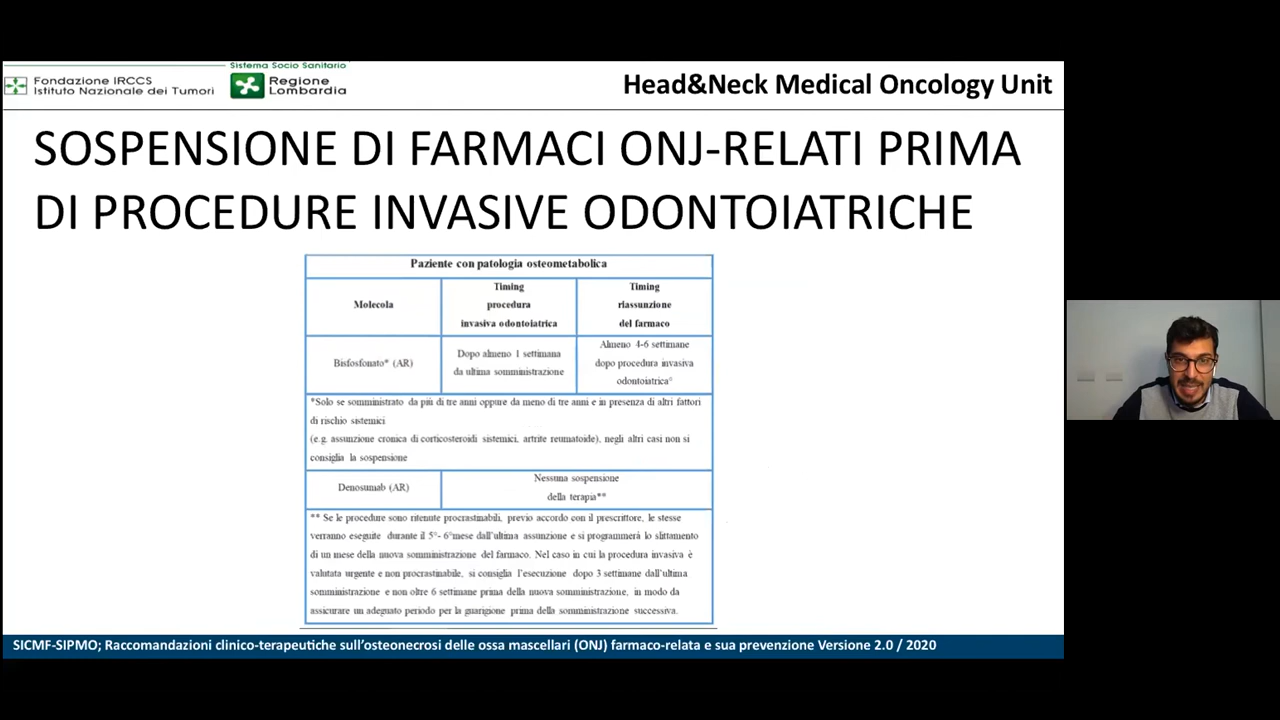 Sistema Socio Sanitario
Fondazione IRCCS
Istituto Nazionale dei Tumori
Regione
Lombardia
Head&Neck Medical Oncology Unit
SOSPENSIONE DI FARMACI ONJ-RELATI PRIMA
DI PROCEDURE INVASIVE ODONTOIATRICHE
Paziente con patologia osteometabolica
Molecola
Timing
procedura
invasiva odontoiatrica
Timing
riassunzione
del farmaco
Bisfosfonato* (AR)
Dopo almeno 1 settimana
da ultima somministrazione
Almeno 4-6 settimane
dopo procedura invasiva
odontoiatrica°
*Solo se somministrato da più di tre anni oppure da meno di tre anni e in presenza di altri fattori
di rischio sistemici
(e.g. assunzione cronica di corticosteroidi sistemici, artrite reumatoide), negli altri casi non si
consiglia la sospensione
Denosumab (AR)
Nessuna sospensione
della terapia**
** Se le procedure sono ritenute procrastinabili, previo accordo con il prescrittore, le stesse
verranno eseguite durante il 5°- 6°mese dall'ultima assunzione e si programmerà lo slittamento
di un mese della nuova somministrazione del farmaco. Nel caso in cui la procedura invasiva è
valutata urgente e non procrastinabile, si consiglia l'esecuzione dopo 3 settimane dall'ultima
somministrazione e non oltre 6 settimane prima della nuova somministrazione, in modo da
assicurare un adeguato periodo per la guarigione prima della somministrazione successiva.
SICMF-SIPMO; Raccomandazioni clinico-terapeutiche sull'osteonecrosi delle ossa mascellari (ONJ) farmaco-relata e sua prevenzione Versione 2.0 / 2020